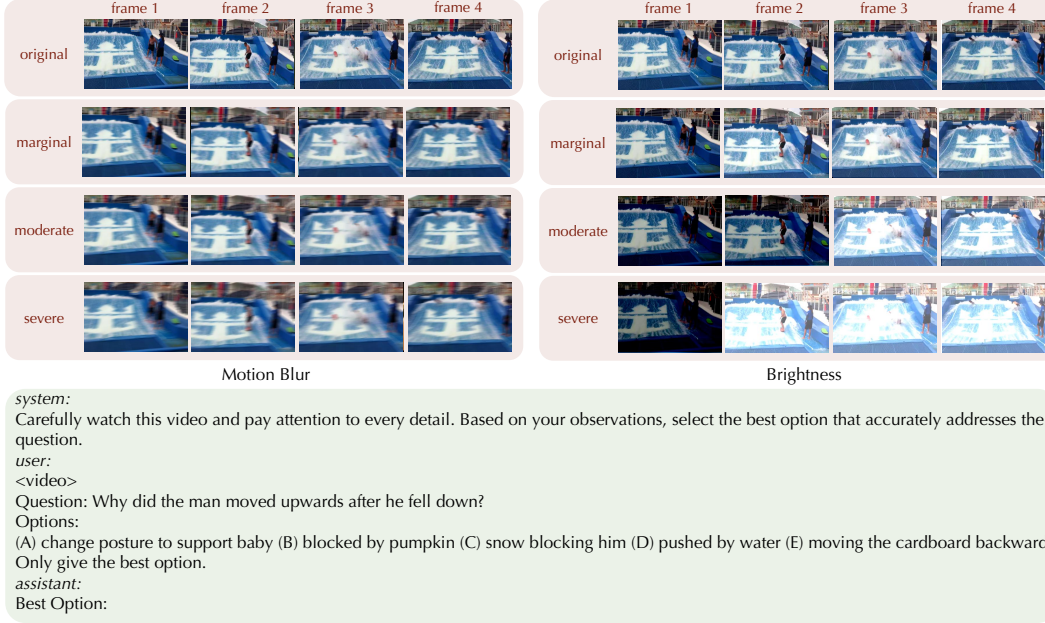 frame 1 frame 2 frame 3 frame 4
original
marginal
moderate
severe
Motion Blur
frame 1 frame 2 frame 3 frame 4
original
marginal
moderate
severe
Brightness
system:
Carefully watch this video and pay attention to every detail. Based on your observations, select the best option that accurately addresses the
question.
user:
<video>
Question: Why did the man moved upwards after he fell down?
Options:
(A) change posture to support baby (B) blocked by pumpkin (C) snow blocking him (D) pushed by water (E) moving the cardboard backward
Only give the best option.
assistant:
Best Option: